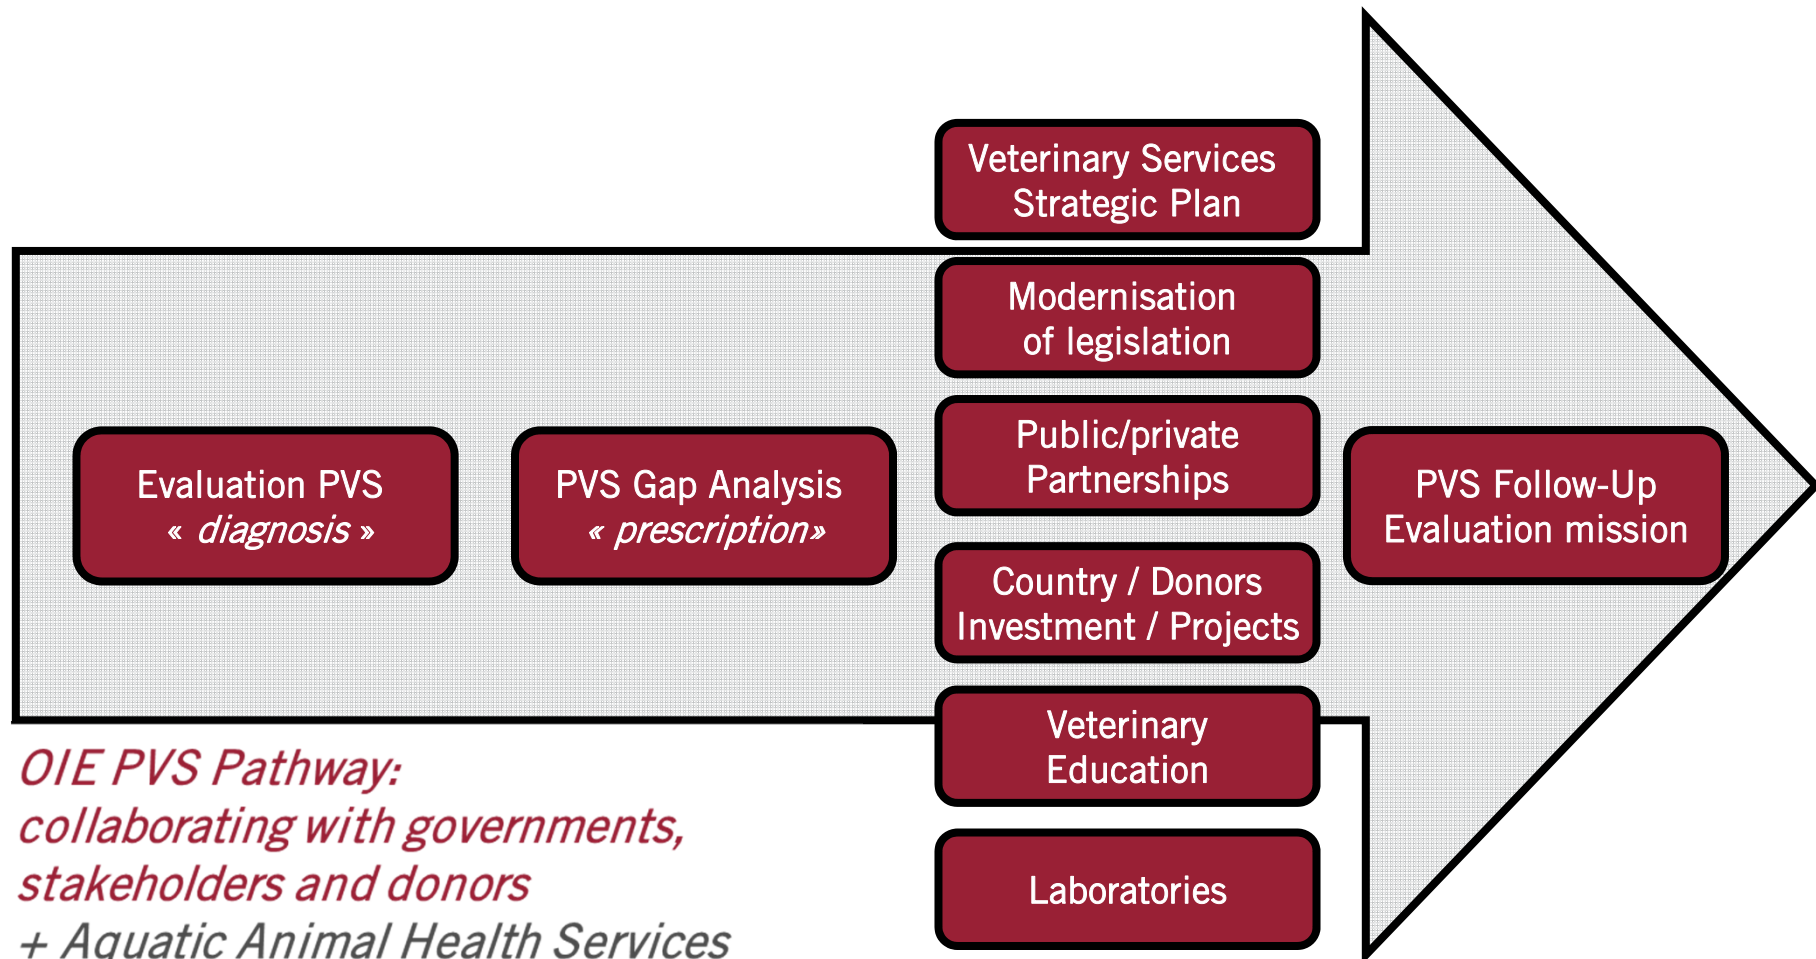 Evaluation PVS
« diagnosis »
PVS Gap Analysis
« prescription»
Veterinary Services
Strategic Plan
Modernisation
of legislation
Public/private
Partnerships
Country / Donors
Investment / Projects
Veterinary
Education
Laboratories
PVS Follow-Up
Evaluation mission
OIE PVS Pathway:
collaborating with governments,
stakeholders and donors
+ Aquatic Animal Health Services